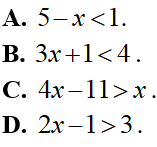 A. 5−x<1.
B. 3x+1<4.
C. 4x−11>x.
D. 2x−1>3.